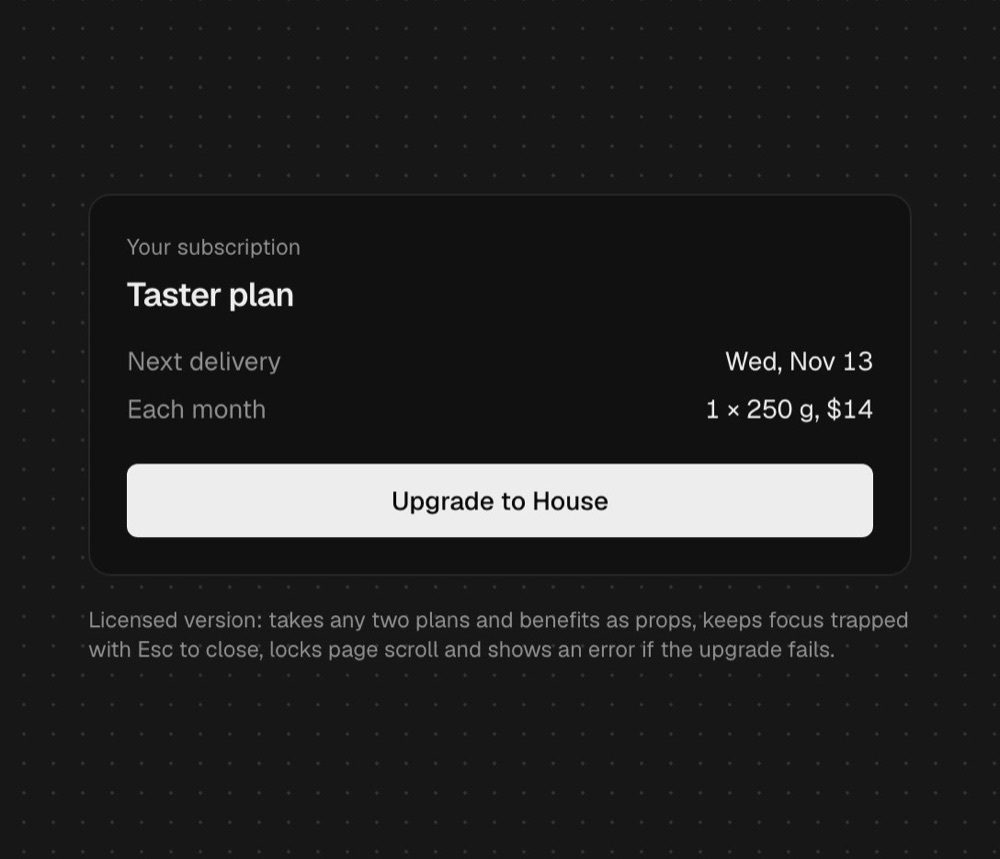 Your subscription
Taster plan
Next delivery Wed, Nov 13
Each month 1 × 250 g, $14
Upgrade to House
Licensed version: takes any two plans and benefits as props, keeps focus trapped
with Esc to close, locks page scroll and shows an error if the upgrade fails.